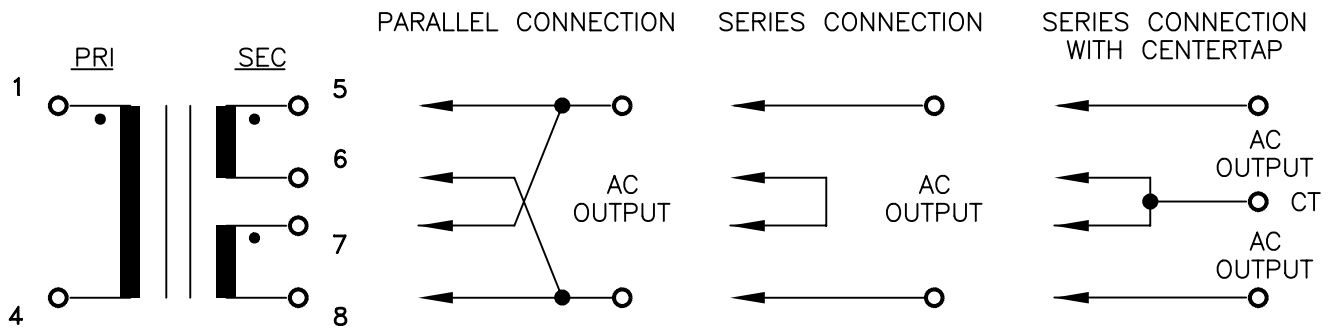 PARALLEL CONNECTION
SERIES CONNECTION
SERIES CONNECTION
WITH CENTERTAP
PRI
SEC
1
5
6
7
4
8
AC
OUTPUT
AC
OUTPUT
AC
OUTPUT
CT
AC
OUTPUT